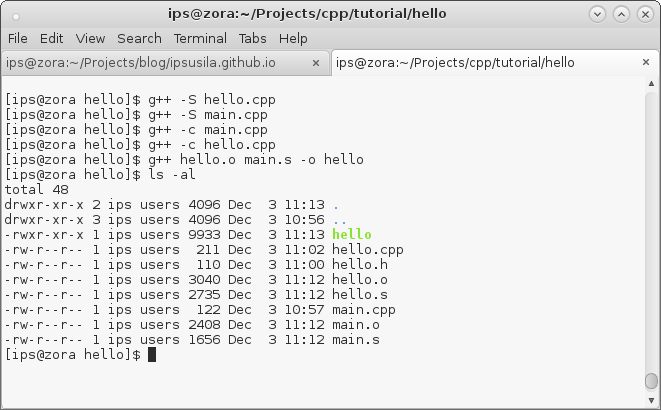 ips@zora:~/Projects/cpp/tutorial/hello
File Edit View Search Terminal Tabs Help
ips@zora:~/Projects/blog/ipsusila.github.io × ips@zora:~/Projects/cpp/tutorial/hello ×
[ips@zora hello]$ g++ -S hello.cpp
[ips@zora hello]$ g++ -S main.cpp
[ips@zora hello]$ g++ -c main.cpp
[ips@zora hello]$ g++ -c hello.cpp
[ips@zora hello]$ g++ hello.o main.s -o hello
[ips@zora hello]$ ls -al
total 48
drwxr-xr-x 2 ips users 4096 Dec  3 11:13 .
drwxr-xr-x 3 ips users 4096 Dec  3 10:56 ..
-rwxr-xr-x 1 ips users 9933 Dec  3 11:13 hello
-rw-r--r-- 1 ips users  211 Dec  3 11:02 hello.cpp
-rw-r--r-- 1 ips users  110 Dec  3 11:00 hello.h
-rw-r--r-- 1 ips users 3040 Dec  3 11:12 hello.o
-rw-r--r-- 1 ips users 2735 Dec  3 11:12 hello.s
-rw-r--r-- 1 ips users  122 Dec  3 10:57 main.cpp
-rw-r--r-- 1 ips users 2408 Dec  3 11:12 main.o
-rw-r--r-- 1 ips users 1656 Dec  3 11:12 main.s
[ips@zora hello]$